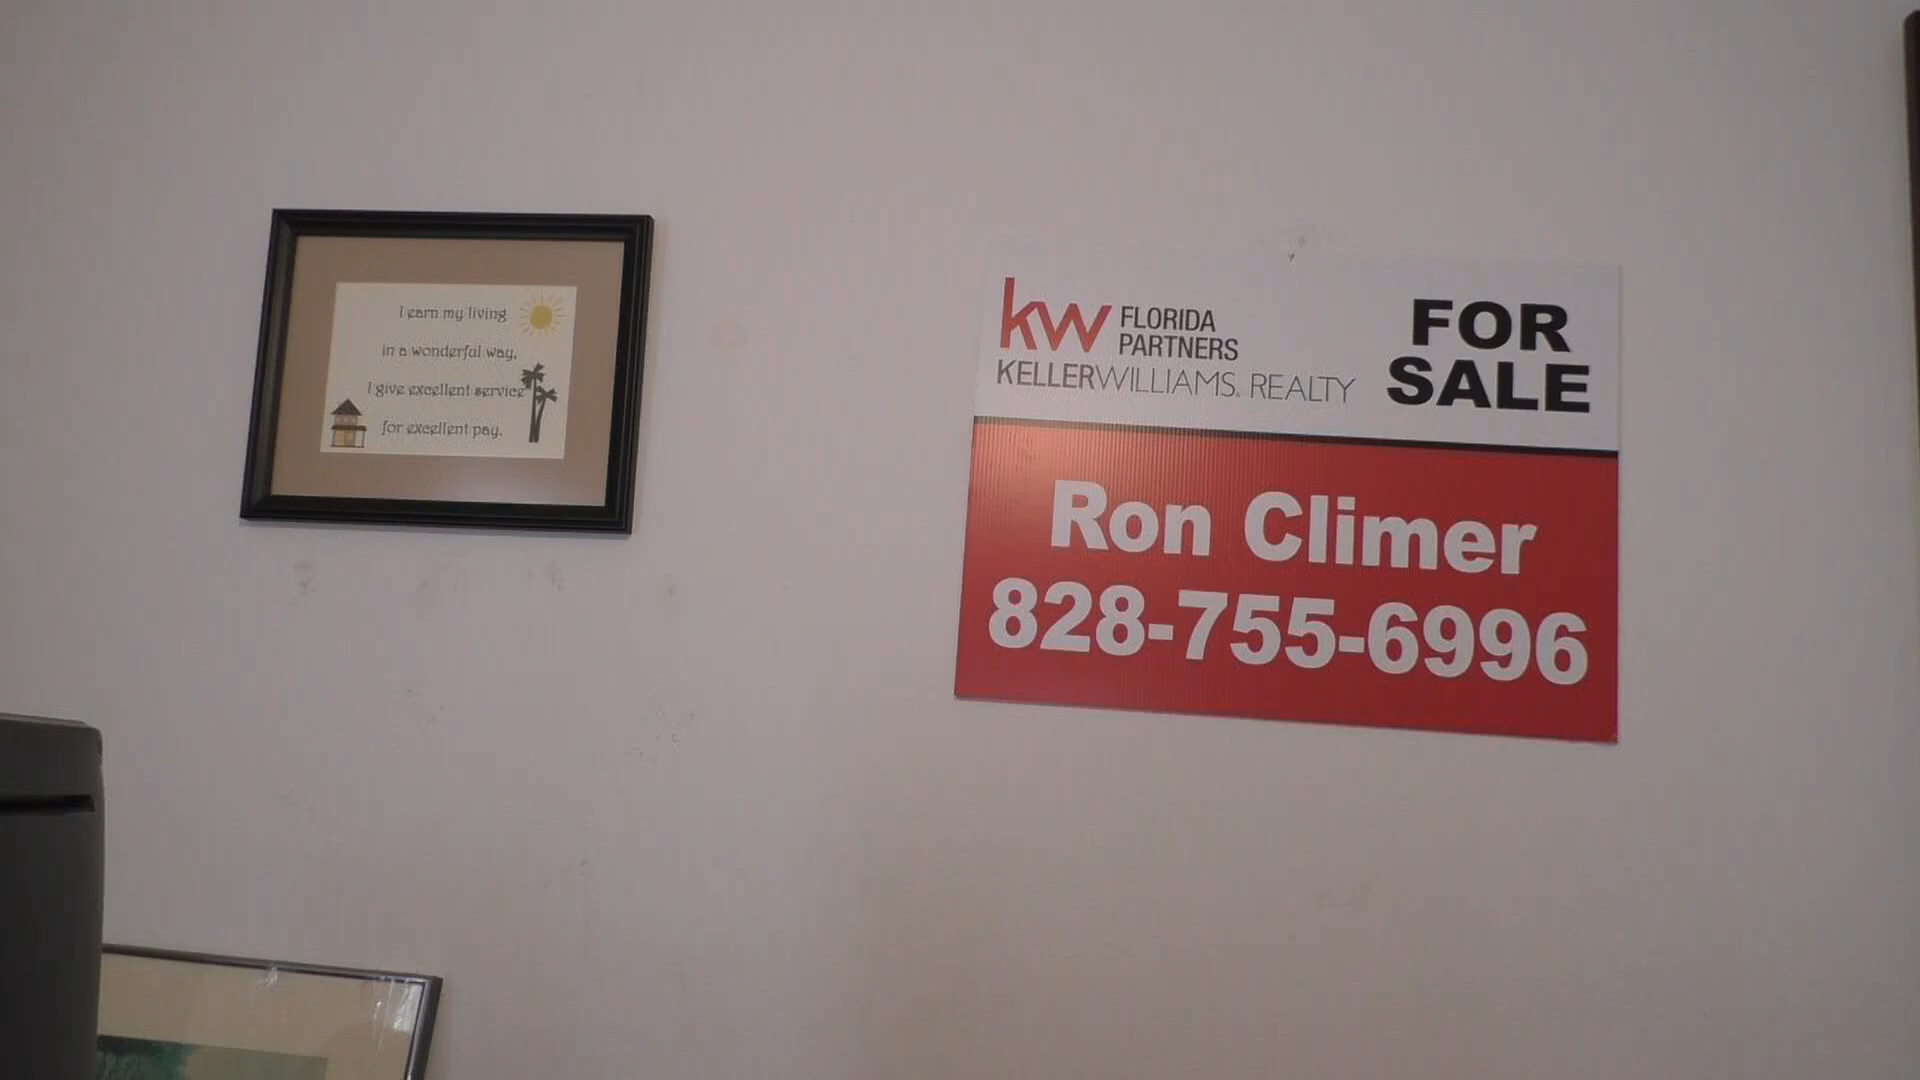 I earn my living
in a wonderful way.
I give excellent service
for excellent pay.
kw FLORIDA
PARTNERS
KELLERWILLIAMS. REALTY
FOR
SALE
Ron Climer
828-755-6996